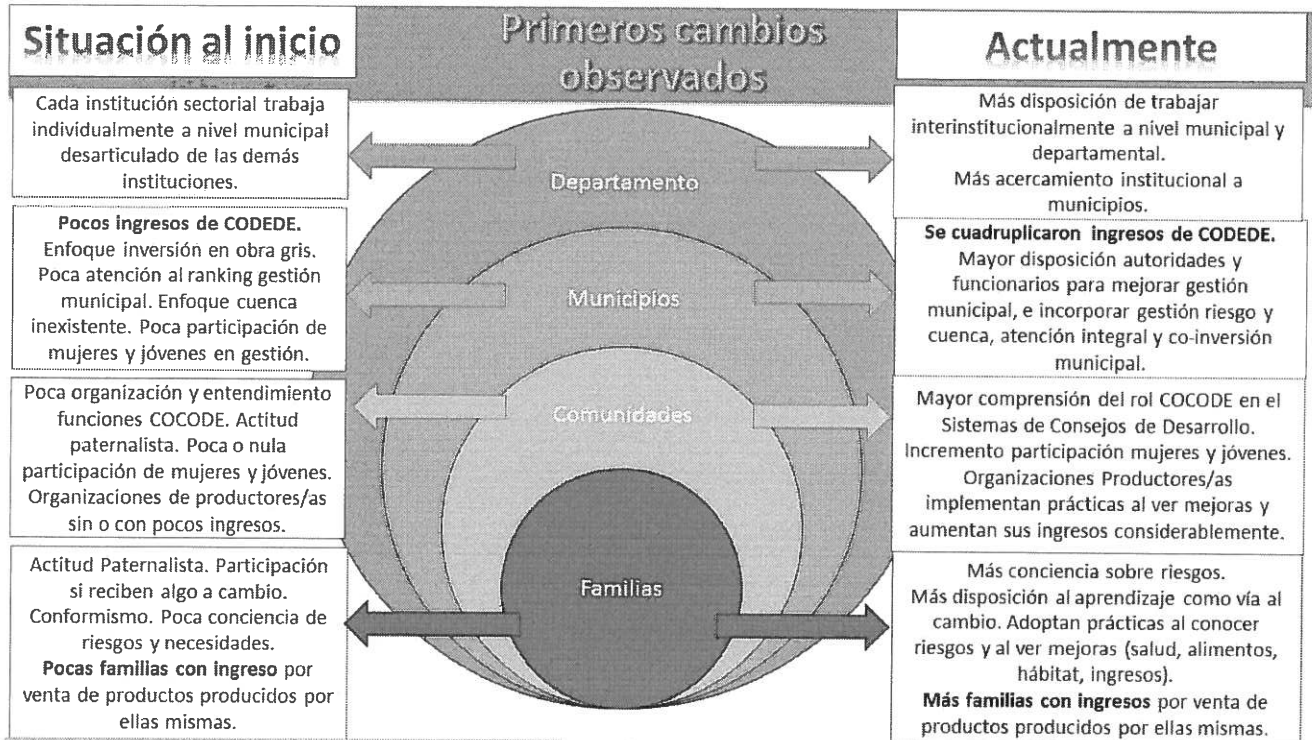 Situación al inicio
Primeros cambios
observados
Actualmente
Cada institución sectorial trabaja
individualmente a nivel municipal
desarticulado de las demás
instituciones.
Departamento
Más disposición de trabajar
interinstitucionalmente a nivel municipal y
departamental.
Más acercamiento institucional a
municipios.
Pocos ingresos de CODEDE.
Enfoque inversión en obra gris.
Poca atención al ranking gestión
municipal. Enfoque cuenca
inexistente. Poca participación de
mujeres y jóvenes en gestión.
Municipios
Se cuadruplicaron ingresos de CODEDE.
Mayor disposición autoridades y
funcionarios para mejorar gestión
municipal, e incorporar gestión riesgo y
cuenca, atención integral y co-inversión
municipal.
Poca organización y entendimiento
funciones COCODE. Actitud
paternalista. Poca o nula
participación de mujeres y jóvenes.
Organizaciones de productores/as
sin o con pocos ingresos.
Comunidades
Mayor comprensión del rol COCODE en el
Sistemas de Consejos de Desarrollo.
Incremento participación mujeres y jóvenes.
Organizaciones Productores/as
implementan prácticas al ver mejoras y
aumentan sus ingresos considerablemente.
Actitud Paternalista. Participación
si reciben algo a cambio.
Conformismo. Poca conciencia de
riesgos y necesidades.
Pocas familias con ingreso por
venta de productos producidos por
ellas mismas.
Familias
Más conciencia sobre riesgos.
Más disposición al aprendizaje como vía al
cambio. Adoptan prácticas al conocer
riesgos y al ver mejoras (salud, alimentos,
hábitat, ingresos).
Más familias con ingresos por venta de
productos producidos por ellas mismas.